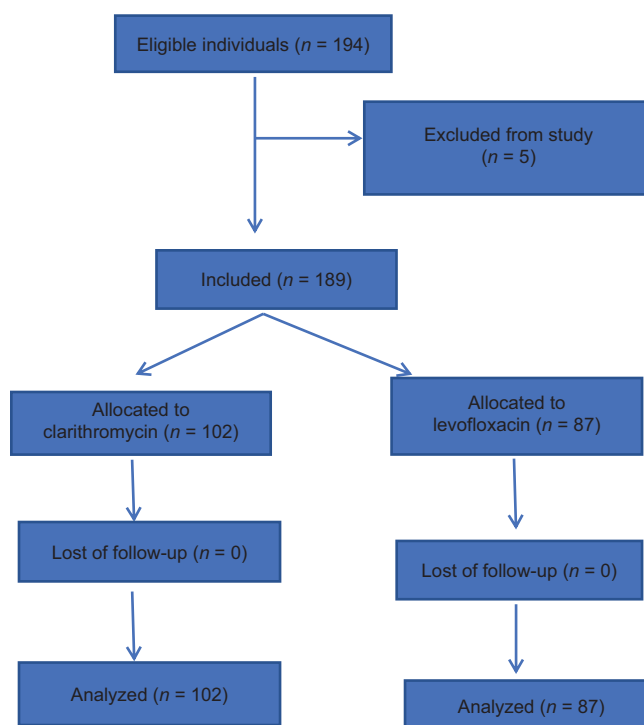 Eligible individuals (n = 194)
Excluded from study
(n = 5)
Included (n = 189)
Allocated to
clarithromycin (n = 102)
Allocated to
levofloxacin (n = 87)
Lost of follow-up (n = 0)
Lost of follow-up (n = 0)
Analyzed (n = 102)
Analyzed (n = 87)